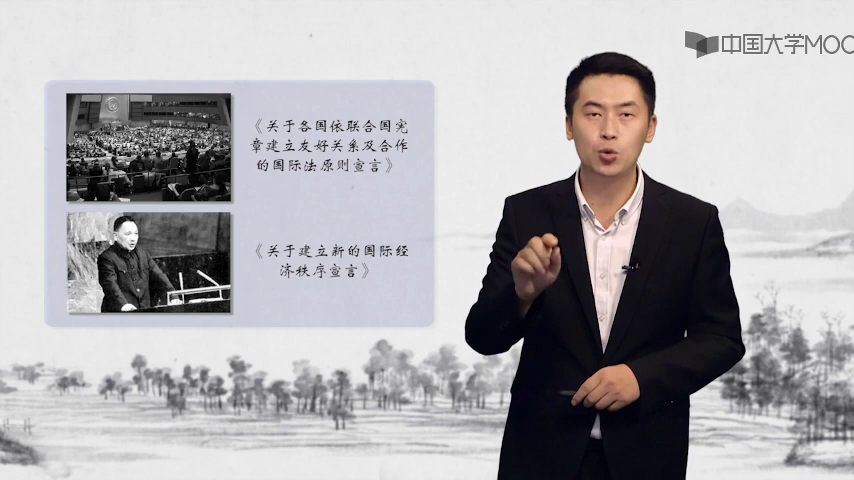 中国大学MOO
《关于各国依联合国宪
章建立友好关系及合作
的国际法原则宣言》
《关于建立新的国际经
济秩序宣言》